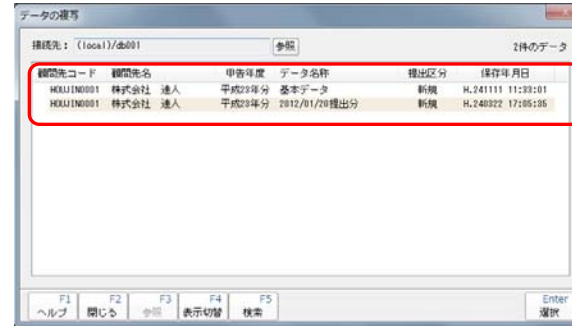 データの複写
接続先： (local)/db001 参照 2件のデータ
顧問先コード 顧問先名 申告年度 データ名称 提出区分 保存年月日
HOUJIN0001 株式会社 達人 平成23年分 基本データ 新規 H.241111 11:33:01
HOUJIN0001 株式会社 達人 平成23年分 2012/01/20提出分 新規 H.240322 17:05:35
F1 F2 F3 F4 F5 Enter
ヘルプ 閉じる 参照 表示切替 検索 選択